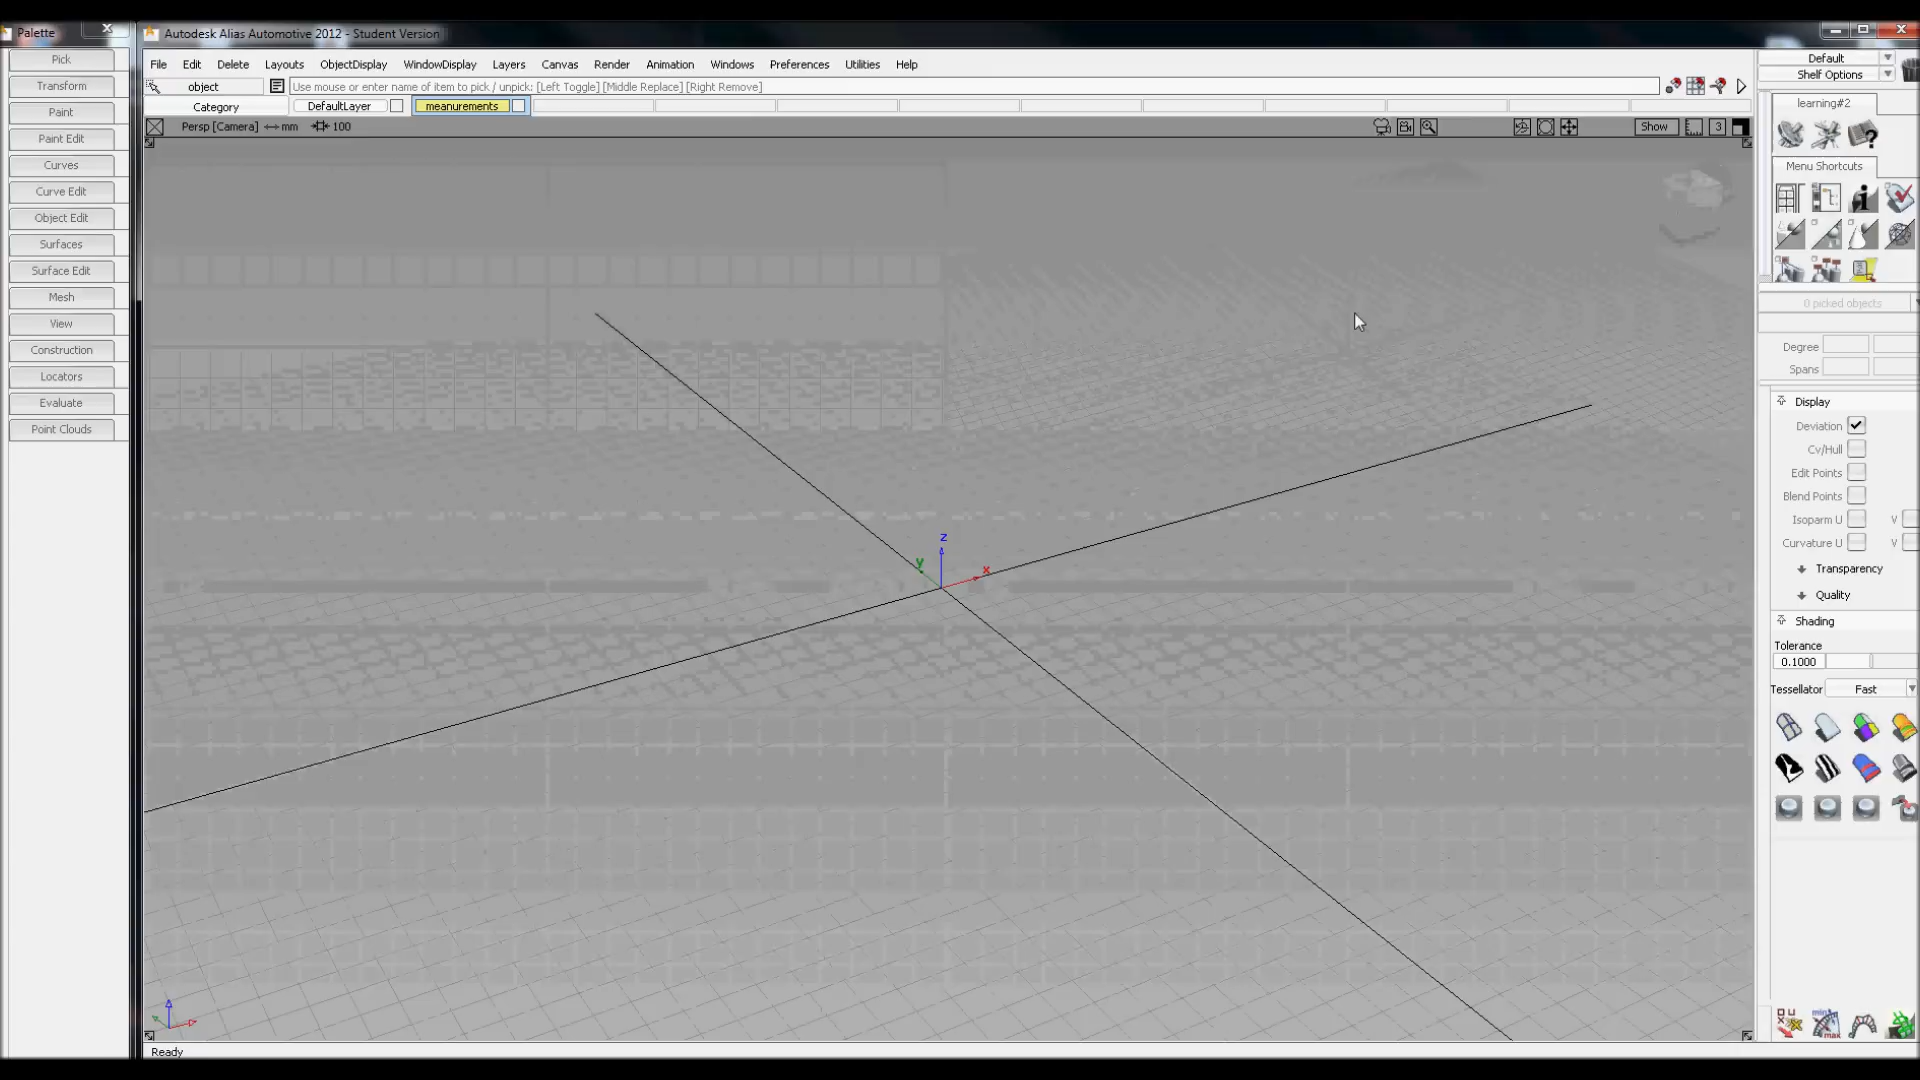 Palette
Autodesk Alias Automotive 2012 - Student Version
Pick
Transform
Paint
Paint Edit
Curves
Curve Edit
Object Edit
Surfaces
Surface Edit
Mesh
View
Construction
Locators
Evaluate
Point Clouds
File Edit Delete Layouts ObjectDisplay WindowDisplay Layers Canvas Render Animation Windows Preferences Utilities Help
object Use mouse or enter name of item to pick / unpick: [Left Toggle] [Middle Replace] [Right Remove]
Category DefaultLayer meanurements
Persp [Camera] mm 100 Show 3
z
y
x
Ready
Default
Shelf Options
learning#2
Menu Shortcuts
0 picked objects
Degree
Spans
Display
Deviation
Cv/Hull
Edit Points
Blend Points
Isoparm U V
Curvature U V
Transparency
Quality
Shading
Tolerance
0.1000
Tessellator Fast
U
min
max